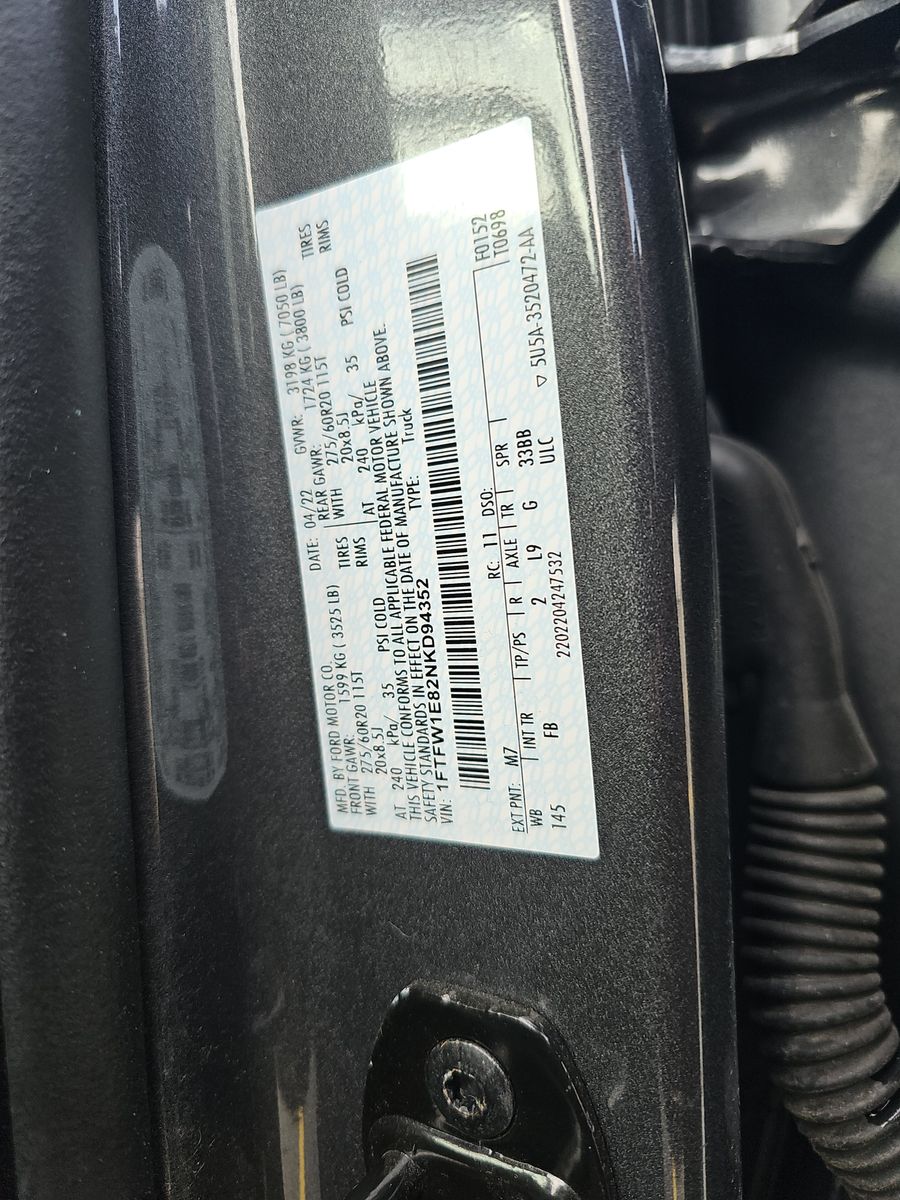 MFD. BY FORD MOTOR CO. DATE: 04/22 GVWR: 3198 KG ( 7050 LB)
FRONT GAWR: 1599 KG ( 3525 LB) REAR GAWR: 1724 KG ( 3800 LB)
WITH 275/60R20 115T TIRES WITH 275/60R20 115T TIRES
20x8.5J RIMS 20x8.5J RIMS
AT 240 kPa/ 35 PSI COLD AT 240 kPa/ 35 PSI COLD
THIS VEHICLE CONFORMS TO ALL APPLICABLE FEDERAL MOTOR VEHICLE
SAFETY STANDARDS IN EFFECT ON THE DATE OF MANUFACTURE SHOWN ABOVE.
VIN: 1FTFW1E82NKD94352 TYPE: Truck
F0152
EXT PNT: M7 RC: 11 DSO: T0698
WB INT TR TP/PS R AXLE TR SPR
145 FB 2 L9 G 33BB
2202204247532 ULC ▽ 5U5A-3520472-AA